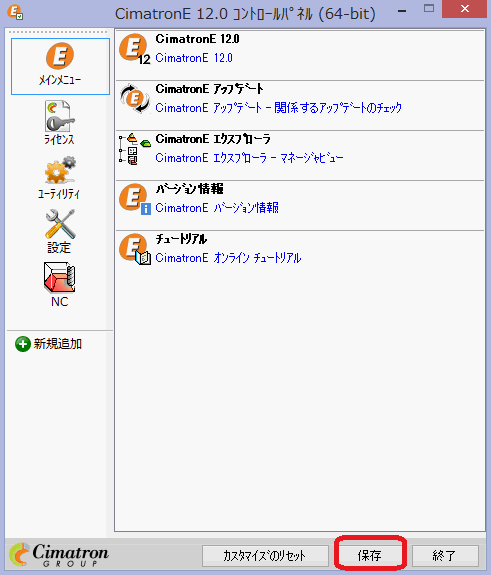 CimatronE 12.0 ｺﾝﾄﾛｰﾙﾊﾟﾈﾙ (64-bit)
メインメニュー
ライセンス
ユーティリティ
設定
NC
新規追加
CimatronE 12.0
CimatronE 12.0
CimatronE アップデート
CimatronE アップデート - 関係するアップデートのチェック
CimatronE エクスプローラ
CimatronE エクスプローラ - マネージャビュー
バージョン情報
CimatronE バージョン情報
チュートリアル
CimatronE オンライン チュートリアル
Cimatron
GROUP
カスタマイズのリセット
保存
終了